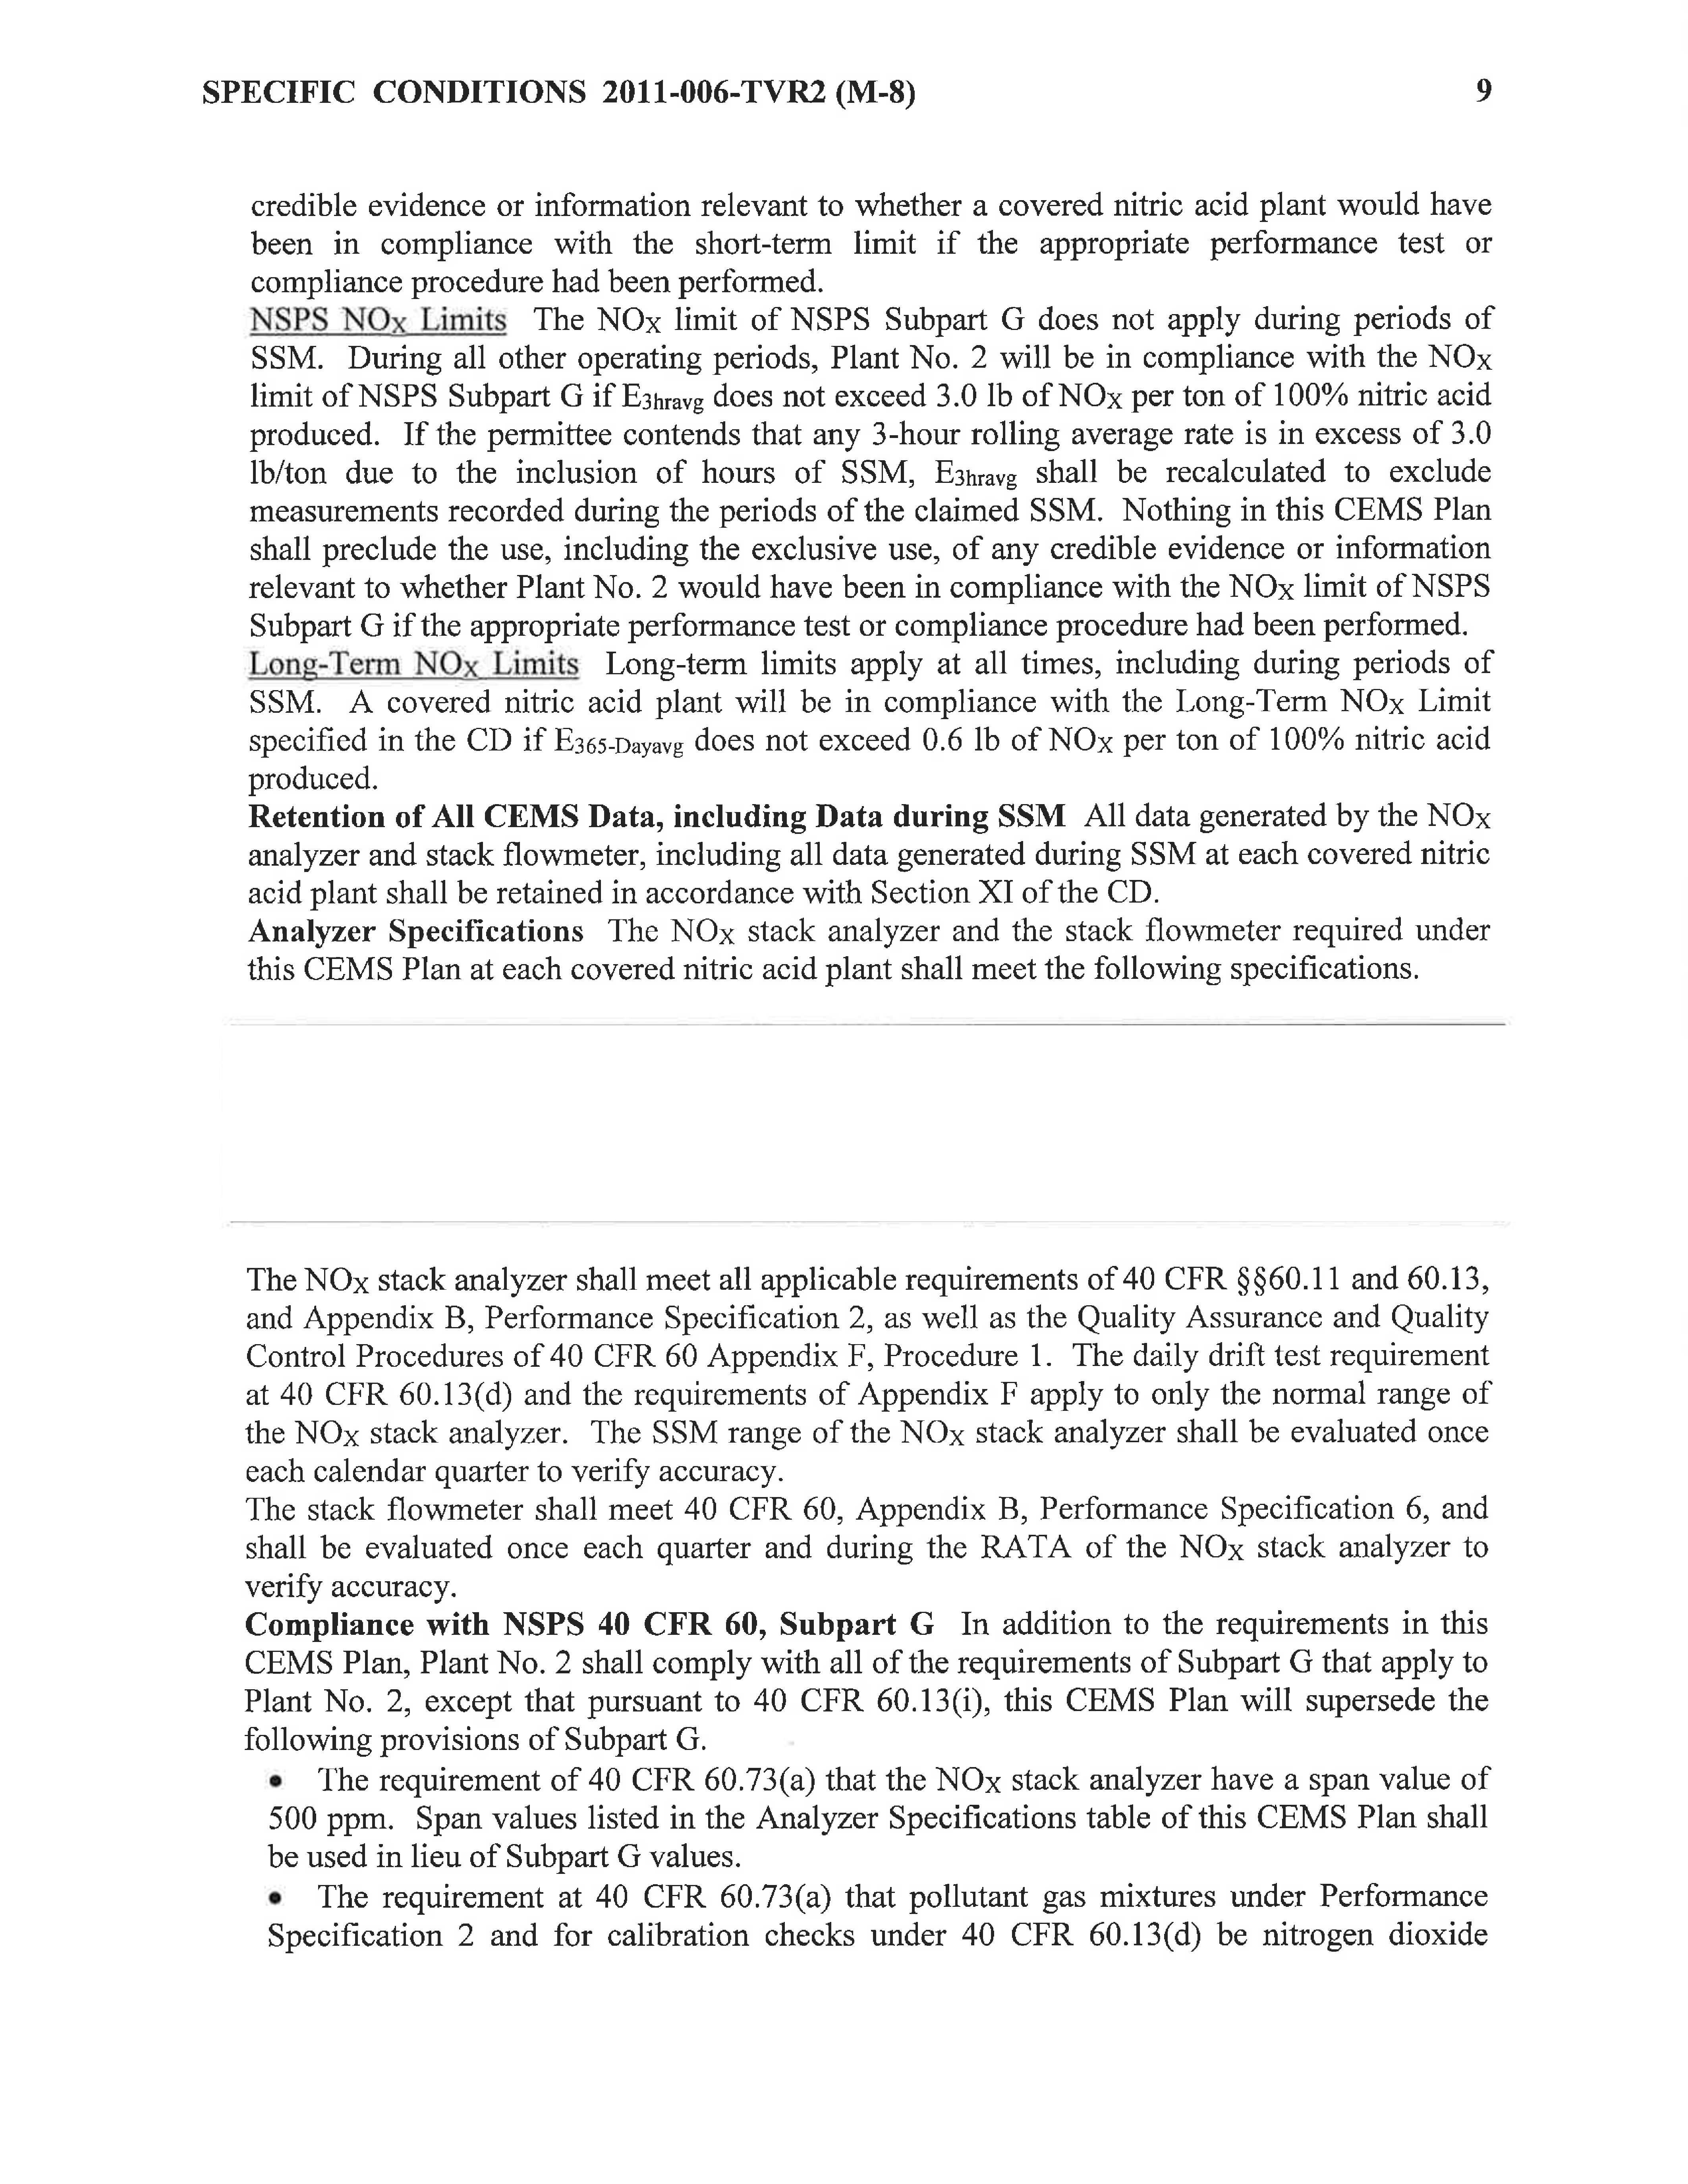 SPECIFIC CONDITIONS 2011-006-TVR2 (M-8) 9
credible evidence or information relevant to whether a covered nitric acid plant would have
been in compliance with the short-term limit if the appropriate performance test or
compliance procedure had been performed.
NSPS NOx Limits The NOx limit of NSPS Subpart G does not apply during periods of
SSM. During all other operating periods, Plant No. 2 will be in compliance with the NOx
limit of NSPS Subpart G if E3hravg does not exceed 3.0 lb of NOx per ton of 100% nitric acid
produced. If the permittee contends that any 3-hour rolling average rate is in excess of 3.0
lb/ton due to the inclusion of hours of SSM, E3hravg shall be recalculated to exclude
measurements recorded during the periods of the claimed SSM. Nothing in this CEMS Plan
shall preclude the use, including the exclusive use, of any credible evidence or information
relevant to whether Plant No. 2 would have been in compliance with the NOx limit of NSPS
Subpart G if the appropriate performance test or compliance procedure had been performed.
Long-Term NOx Limits Long-term limits apply at all times, including during periods of
SSM. A covered nitric acid plant will be in compliance with the Long-Term NOx Limit
specified in the CD if E365-Dayavg does not exceed 0.6 lb of NOx per ton of 100% nitric acid
produced.
Retention of All CEMS Data, including Data during SSM All data generated by the NOx
analyzer and stack flowmeter, including all data generated during SSM at each covered nitric
acid plant shall be retained in accordance with Section XI of the CD.
Analyzer Specifications The NOx stack analyzer and the stack flowmeter required under
this CEMS Plan at each covered nitric acid plant shall meet the following specifications.
The NOx stack analyzer shall meet all applicable requirements of 40 CFR §§60.11 and 60.13,
and Appendix B, Performance Specification 2, as well as the Quality Assurance and Quality
Control Procedures of 40 CFR 60 Appendix F, Procedure 1. The daily drift test requirement
at 40 CFR 60.13(d) and the requirements of Appendix F apply to only the normal range of
the NOx stack analyzer. The SSM range of the NOx stack analyzer shall be evaluated once
each calendar quarter to verify accuracy.
The stack flowmeter shall meet 40 CFR 60, Appendix B, Performance Specification 6, and
shall be evaluated once each quarter and during the RATA of the NOx stack analyzer to
verify accuracy.
Compliance with NSPS 40 CFR 60, Subpart G In addition to the requirements in this
CEMS Plan, Plant No. 2 shall comply with all of the requirements of Subpart G that apply to
Plant No. 2, except that pursuant to 40 CFR 60.13(i), this CEMS Plan will supersede the
following provisions of Subpart G.
• The requirement of 40 CFR 60.73(a) that the NOx stack analyzer have a span value of
500 ppm. Span values listed in the Analyzer Specifications table of this CEMS Plan shall
be used in lieu of Subpart G values.
• The requirement at 40 CFR 60.73(a) that pollutant gas mixtures under Performance
Specification 2 and for calibration checks under 40 CFR 60.13(d) be nitrogen dioxide